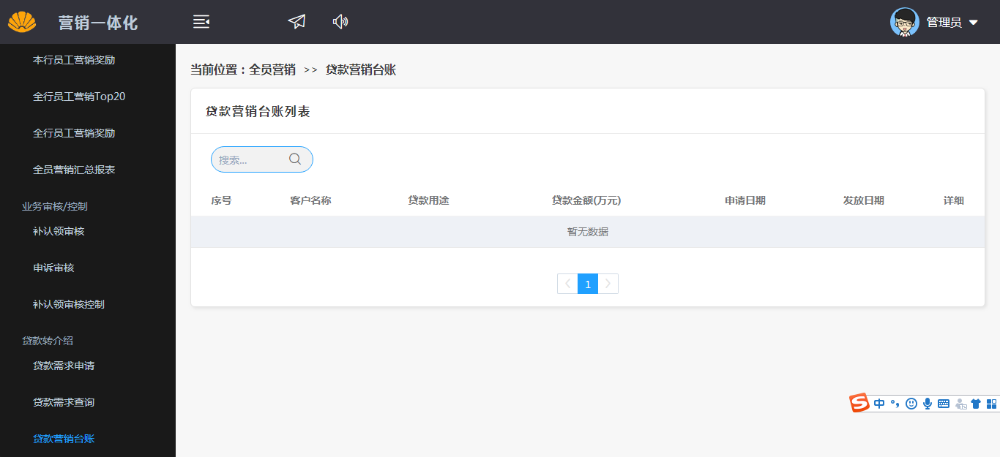 营销一体化
管理员
本行员工营销奖励
全行员工营销Top20
全行员工营销奖励
全员营销汇总报表
业务审核/控制
补认领审核
申诉审核
补认领审核控制
贷款转介绍
贷款需求申请
贷款需求查询
贷款营销台账
当前位置：全员营销 >> 贷款营销台账
贷款营销台账列表
搜索...
序号 客户名称 贷款用途 贷款金额(万元) 申请日期 发放日期 详细
暂无数据
1
中